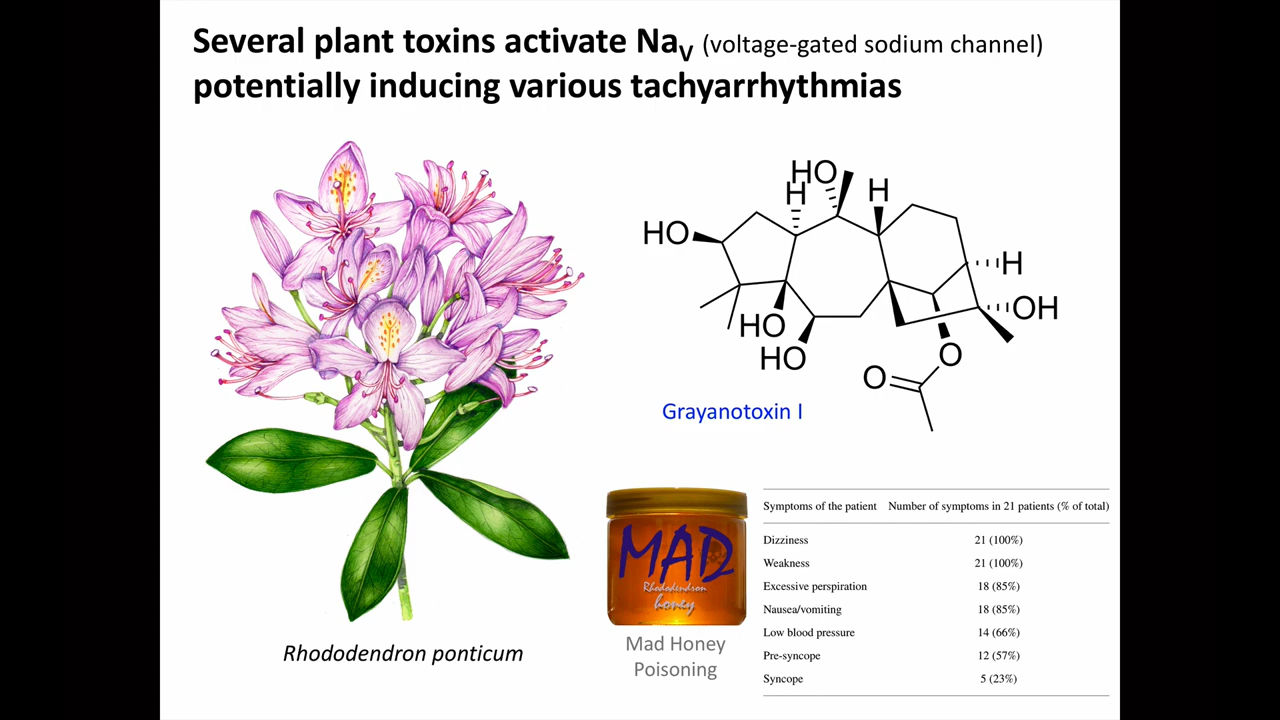 Several plant toxins activate NaV (voltage-gated sodium channel)
potentially inducing various tachyarrhythmias
HO
H
H
HO
H
OH
HO
HO
O
O
Grayanotoxin I
MAD
Rhododendron
honey
Mad Honey
Poisoning
Rhododendron ponticum
Symptoms of the patient Number of symptoms in 21 patients (% of total)
Dizziness 21 (100%)
Weakness 21 (100%)
Excessive perspiration 18 (85%)
Nausea/vomiting 18 (85%)
Low blood pressure 14 (66%)
Pre-syncope 12 (57%)
Syncope 5 (23%)